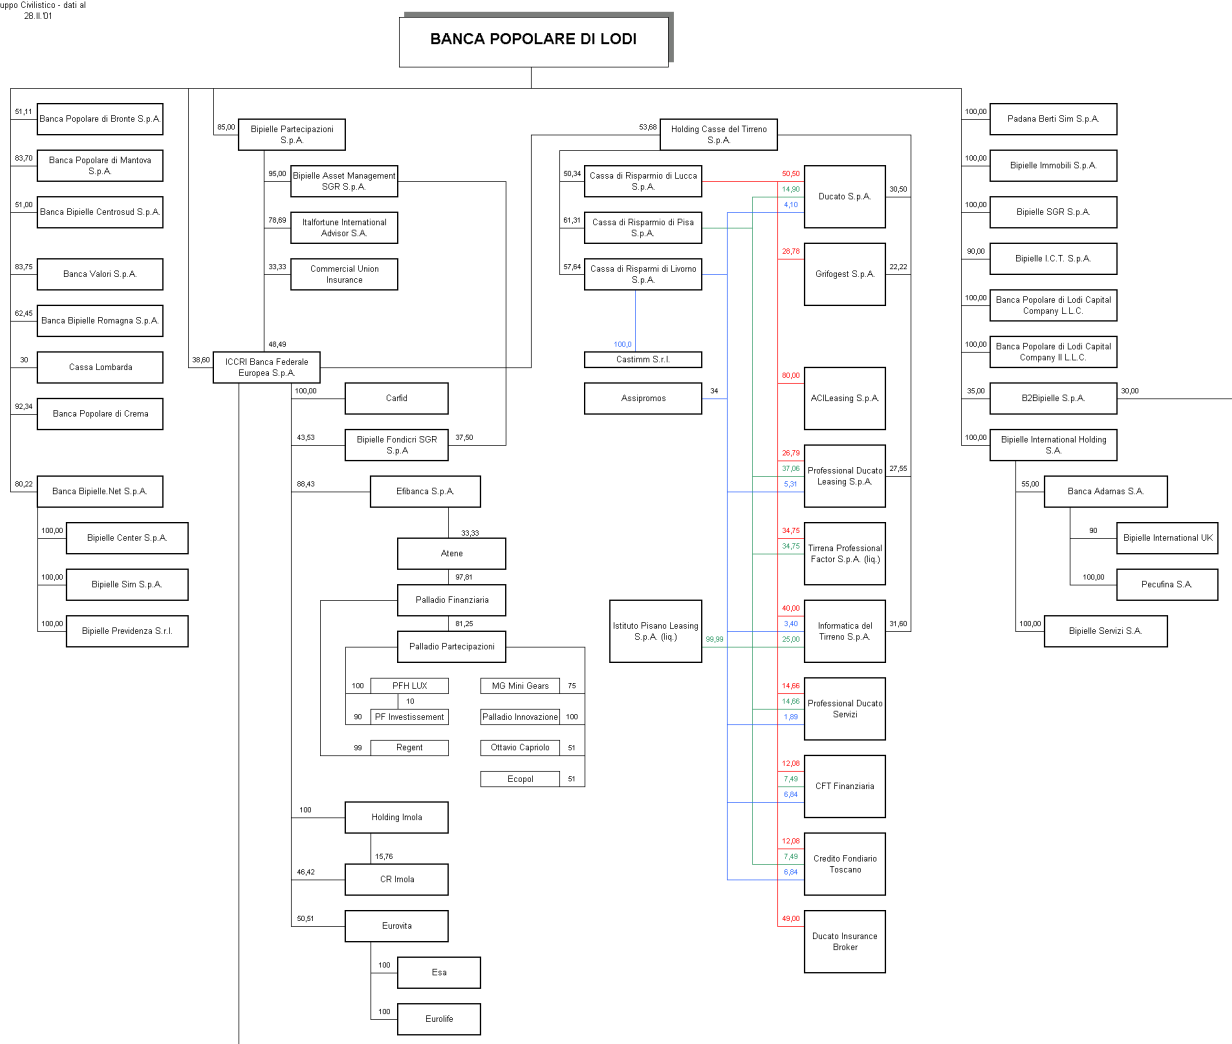 uppo Civilistico - dati al
28.II.'01
BANCA POPOLARE DI LODI
51,11
Banca Popolare di Bronte S.p.A.
83,70
Banca Popolare di Mantova
S.p.A.
51,00
Banca Bipielle Centrosud S.p.A.
83,75
Banca Valori S.p.A.
62,45
Banca Bipielle Romagna S.p.A.
30
Cassa Lombarda
92,34
Banca Popolare di Crema
80,22
Banca Bipielle.Net S.p.A.
100,00
Bipielle Center S.p.A.
100,00
Bipielle Sim S.p.A.
100,00
Bipielle Previdenza S.r.l.
85,00
Bipielle Partecipazioni
S.p.A.
95,00
Bipielle Asset Management
SGR S.p.A.
78,69
Italfortune International
Advisor S.A.
33,33
Commercial Union
Insurance
48,49
38,60
ICCRI Banca Federale
Europea S.p.A.
100,00
Carfid
43,53
Bipielle Fondicri SGR
S.p.A
37,50
88,43
Efibanca S.p.A.
33,33
Atene
97,81
Palladio Finanziaria
81,25
Palladio Partecipazioni
100
PFH LUX
10
90
PF Investissement
99
Regent
MG Mini Gears
75
Palladio Innovazione
100
Ottavio Capriolo
51
Ecopol
51
100
Holding Imola
15,76
46,42
CR Imola
50,51
Eurovita
100
Esa
100
Eurolife
53,68
Holding Casse del Tirreno
S.p.A.
50,34
Cassa di Risparmio di Lucca
S.p.A.
61,31
Cassa di Risparmio di Pisa
S.p.A.
57,64
Cassa di Risparmi di Livorno
S.p.A.
100,0
Castimm S.r.l.
Assipromos
34
Istituto Pisano Leasing
S.p.A. (liq.)
99,99
50,50
14,90
4,10
Ducato S.p.A.
30,50
28,78
Grifogest S.p.A.
22,22
80,00
ACILeasing S.p.A.
26,79
37,06
5,31
Professional Ducato
Leasing S.p.A.
27,55
34,75
34,75
Tirrena Professional
Factor S.p.A. (liq.)
40,00
3,40
25,00
Informatica del
Tirreno S.p.A.
31,60
14,66
14,66
1,89
Professional Ducato
Servizi
12,08
7,49
6,84
CFT Finanziaria
12,08
7,49
6,84
Credito Fondiario
Toscano
49,00
Ducato Insurance
Broker
100,00
Padana Berti Sim S.p.A.
100,00
Bipielle Immobili S.p.A.
100,00
Bipielle SGR S.p.A.
90,00
Bipielle I.C.T. S.p.A.
100,00
Banca Popolare di Lodi Capital
Company L.L.C.
100,00
Banca Popolare di Lodi Capital
Company II L.L.C.
35,00
B2Bipielle S.p.A.
30,00
100,00
Bipielle International Holding
S.A.
55,00
Banca Adamas S.A.
90
Bipielle International UK
100,00
Pecufina S.A.
100,00
Bipielle Servizi S.A.